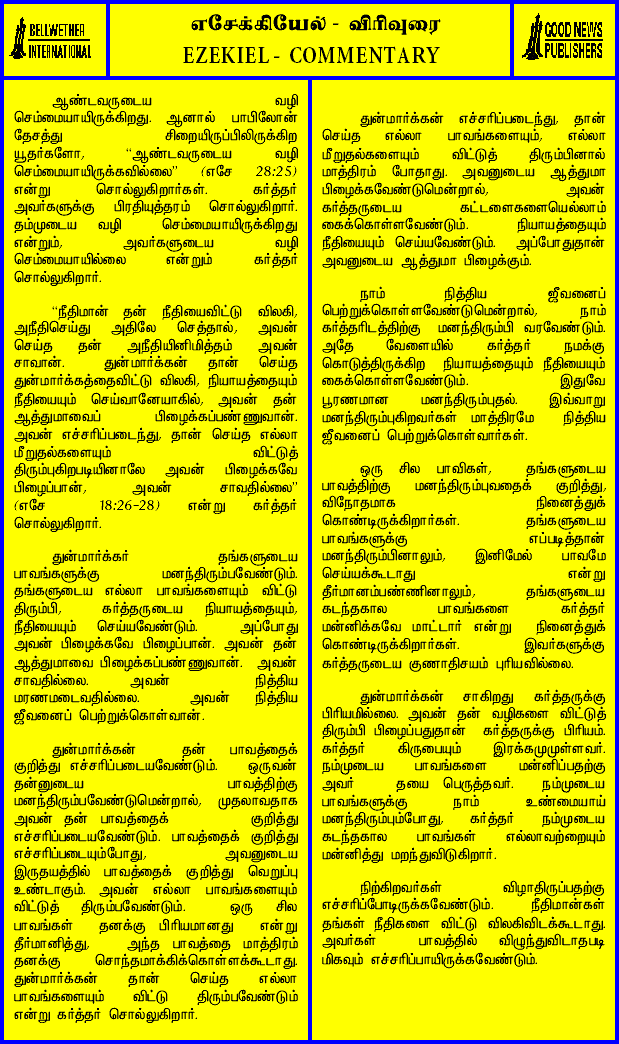 BELLWETHER
INTERNATIONAL
எசேக்கியேல் - விரிவுரை
EZEKIEL - COMMENTARY
GOOD NEWS
PUBLISHERS
ஆண்டவருடைய வழி
செம்மையாயிருக்கிறது. ஆனால் பாபிலோன்
தேசத்து சிறையிருப்பிலிருக்கிற
யூதர்களோ, “ஆண்டவருடைய வழி
செம்மையாயிருக்கவில்லை” (எசே 28:25)
என்று சொல்லுகிறார்கள். கர்த்தர்
அவர்களுக்கு பிரதியுத்தரம் சொல்லுகிறார்.
தம்முடைய வழி செம்மையாயிருக்கிறது
என்றும், அவர்களுடைய வழி
செம்மையாயில்லை என்றும் கர்த்தர்
சொல்லுகிறார்.
“நீதிமான் தன் நீதியைவிட்டு விலகி,
அநீதிசெய்து அதிலே செத்தால், அவன்
செய்த தன் அநீதியினிமித்தம் அவன்
சாவான். துன்மார்க்கன் தான் செய்த
துன்மார்க்கத்தைவிட்டு விலகி, நியாயத்தையும்
நீதியையும் செய்வானேயாகில், அவன் தன்
ஆத்துமாவைப் பிழைக்கப்பண்ணுவான்.
அவன் எச்சரிப்படைந்து, தான் செய்த எல்லா
மீறுதல்களையும் விட்டுத்
திரும்புகிறபடியினாலே அவன் பிழைக்கவே
பிழைப்பான், அவன் சாவதில்லை”
(எசே 18:26-28) என்று கர்த்தர்
சொல்லுகிறார்.
துன்மார்க்கர் தங்களுடைய
பாவங்களுக்கு மனந்திரும்பவேண்டும்.
தங்களுடைய எல்லா பாவங்களையும் விட்டு
திரும்பி, கர்த்தருடைய நியாயத்தையும்,
நீதியையும் செய்யவேண்டும். அப்போது
அவன் பிழைக்கவே பிழைப்பான். அவன் தன்
ஆத்துமாவை பிழைக்கப்பண்ணுவான். அவன்
சாவதில்லை. அவன் நித்திய
மரணமடைவதில்லை. அவன் நித்திய
ஜீவனைப் பெற்றுக்கொள்வான்.
துன்மார்க்கன் தன் பாவத்தைக்
குறித்து எச்சரிப்படையவேண்டும். ஒருவன்
தன்னுடைய பாவத்திற்கு
மனந்திரும்பவேண்டுமென்றால், முதலாவதாக
அவன் தன் பாவத்தைக் குறித்து
எச்சரிப்படையவேண்டும். பாவத்தைக் குறித்து
எச்சரிப்படையும்போது, அவனுடைய
இருதயத்தில் பாவத்தைக் குறித்து வெறுப்பு
உண்டாகும். அவன் எல்லா பாவங்களையும்
விட்டுத் திரும்பவேண்டும். ஒரு சில
பாவங்கள் தனக்கு பிரியமானது என்று
தீர்மானித்து, அந்த பாவத்தை மாத்திரம்
தனக்கு சொந்தமாக்கிக்கொள்ளக்கூடாது.
துன்மார்க்கன் தான் செய்த எல்லா
பாவங்களையும் விட்டு திரும்பவேண்டும்
என்று கர்த்தர் சொல்லுகிறார்.
துன்மார்க்கன் எச்சரிப்படைந்து, தான்
செய்த எல்லா பாவங்களையும், எல்லா
மீறுதல்களையும் விட்டுத் திரும்பினால்
மாத்திரம் போதாது. அவனுடைய ஆத்துமா
பிழைக்கவேண்டுமென்றால், அவன்
கர்த்தருடைய கட்டளைகளையெல்லாம்
கைக்கொள்ளவேண்டும். நியாயத்தையும்
நீதியையும் செய்யவேண்டும். அப்போதுதான்
அவனுடைய ஆத்துமா பிழைக்கும்.
நாம் நித்திய ஜீவனைப்
பெற்றுக்கொள்ளவேண்டுமென்றால், நாம்
கர்த்தரிடத்திற்கு மனந்திரும்பி வரவேண்டும்.
அதே வேளையில் கர்த்தர் நமக்கு
கொடுத்திருக்கிற நியாயத்தையும் நீதியையும்
கைக்கொள்ளவேண்டும். இதுவே
பூரணமான மனந்திரும்புதல். இவ்வாறு
மனந்திரும்புகிறவர்கள் மாத்திரமே நித்திய
ஜீவனைப் பெற்றுக்கொள்வார்கள்.
ஒரு சில பாவிகள், தங்களுடைய
பாவத்திற்கு மனந்திரும்புவதைக் குறித்து,
விநோதமாக நினைத்துக்
கொண்டிருக்கிறார்கள். தங்களுடைய
பாவங்களுக்கு எப்படித்தான்
மனந்திரும்பினாலும், இனிமேல் பாவமே
செய்யக்கூடாது என்று
தீர்மானம்பண்ணினாலும், தங்களுடைய
கடந்தகால பாவங்களை கர்த்தர்
மன்னிக்கவே மாட்டார் என்று நினைத்துக்
கொண்டிருக்கிறார்கள். இவர்களுக்கு
கர்த்தருடைய குணாதிசயம் புரியவில்லை.
துன்மார்க்கன் சாகிறது கர்த்தருக்கு
பிரியமில்லை. அவன் தன் வழிகளை விட்டுத்
திரும்பி பிழைப்பதுதான் கர்த்தருக்கு பிரியம்.
கர்த்தர் கிருபையும் இரக்கமுமுள்ளவர்.
நம்முடைய பாவங்களை மன்னிப்பதற்கு
அவர் தயை பெருத்தவர். நம்முடைய
பாவங்களுக்கு நாம் உண்மையாய்
மனந்திரும்பும்போது, கர்த்தர் நம்முடைய
கடந்தகால பாவங்கள் எல்லாவற்றையும்
மன்னித்து மறந்துவிடுகிறார்.
நிற்கிறவர்கள் விழாதிருப்பதற்கு
எச்சரிப்போடிருக்கவேண்டும். நீதிமான்கள்
தங்கள் நீதிகளை விட்டு விலகிவிடக்கூடாது.
அவர்கள் பாவத்தில் விழுந்துவிடாதபடி
மிகவும் எச்சரிப்பாயிருக்கவேண்டும்.